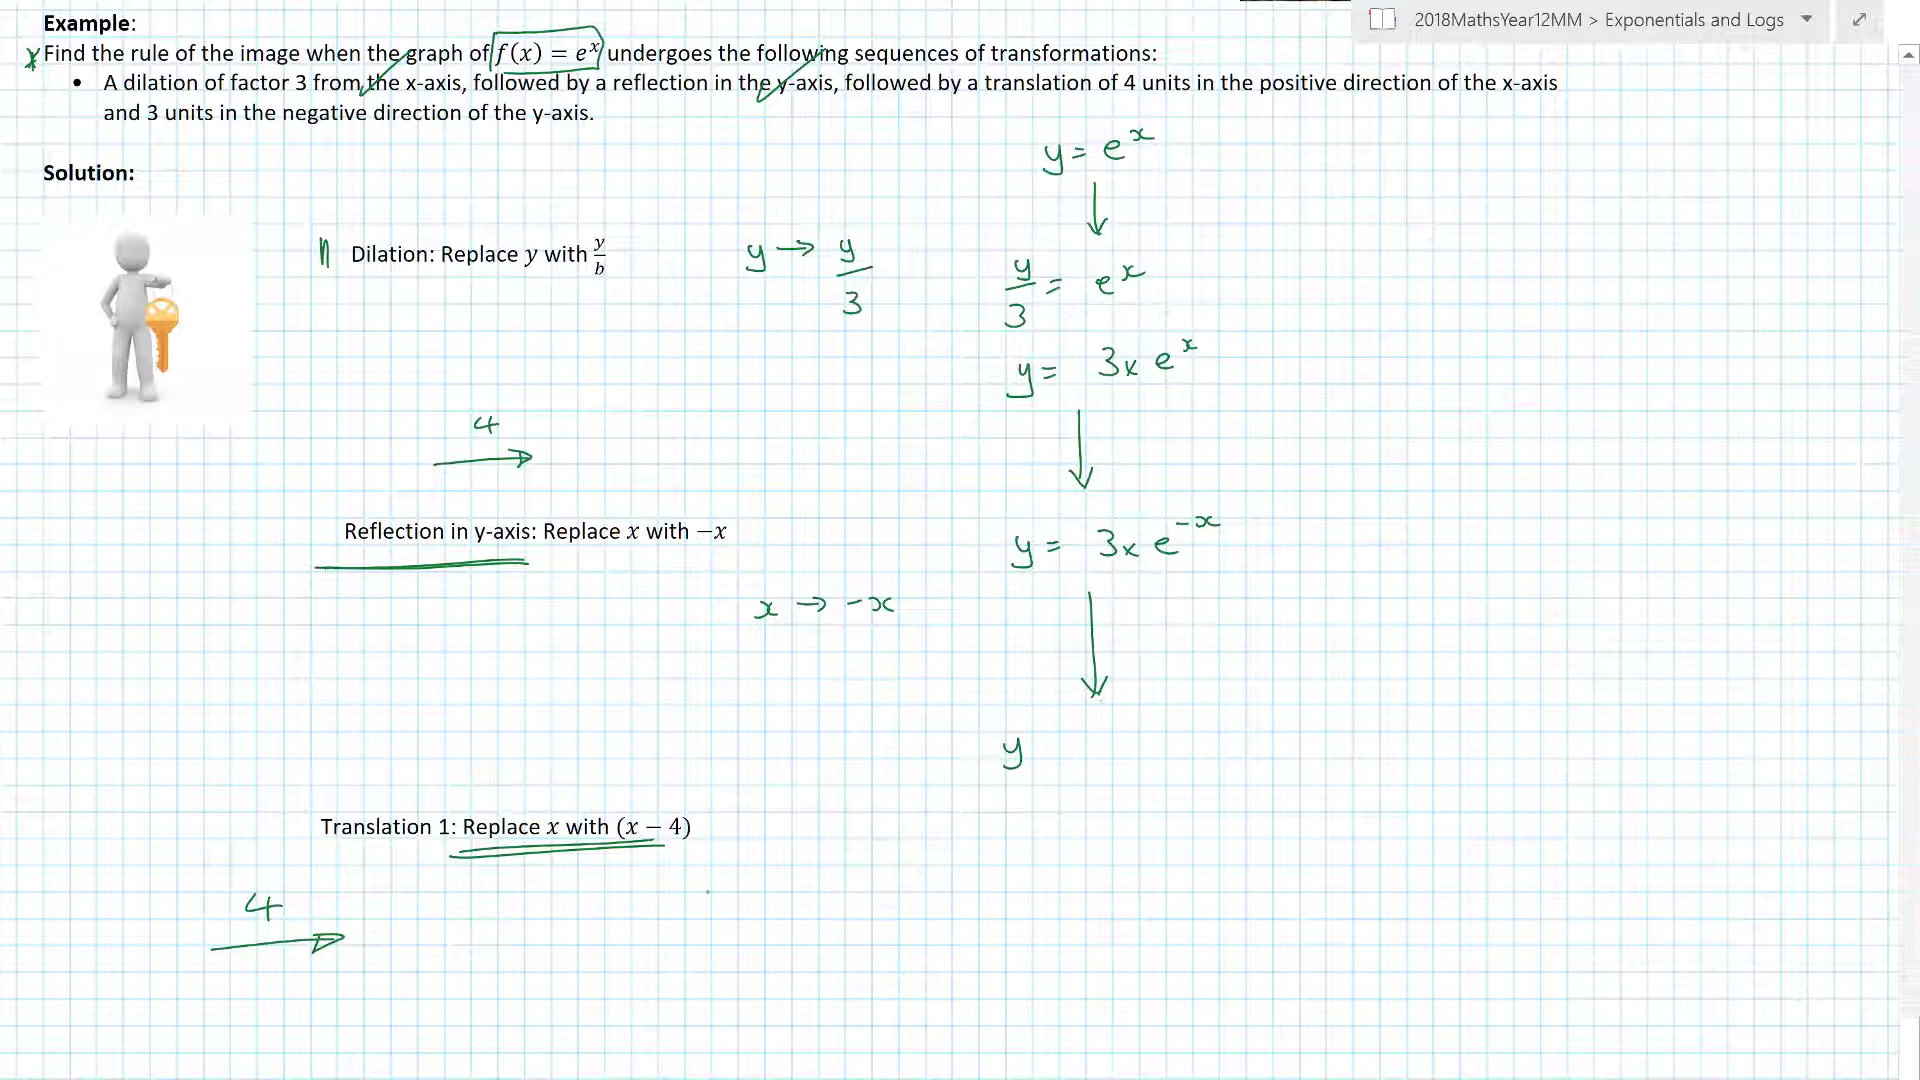 2018MathsYear12MM > Exponentials and Logs
Example:
Find the rule of the image when the graph of f(x) = e^x undergoes the following sequences of transformations:
• A dilation of factor 3 from the x-axis, followed by a reflection in the y-axis, followed by a translation of 4 units in the positive direction of the x-axis
and 3 units in the negative direction of the y-axis.
Solution:
y = e^x
Dilation: Replace y with y/b
y → y/3
y/3 = e^x
y = 3 x e^x
4
Reflection in y-axis: Replace x with −x
y = 3 x e^-x
x → -x
y
Translation 1: Replace x with (x − 4)
4